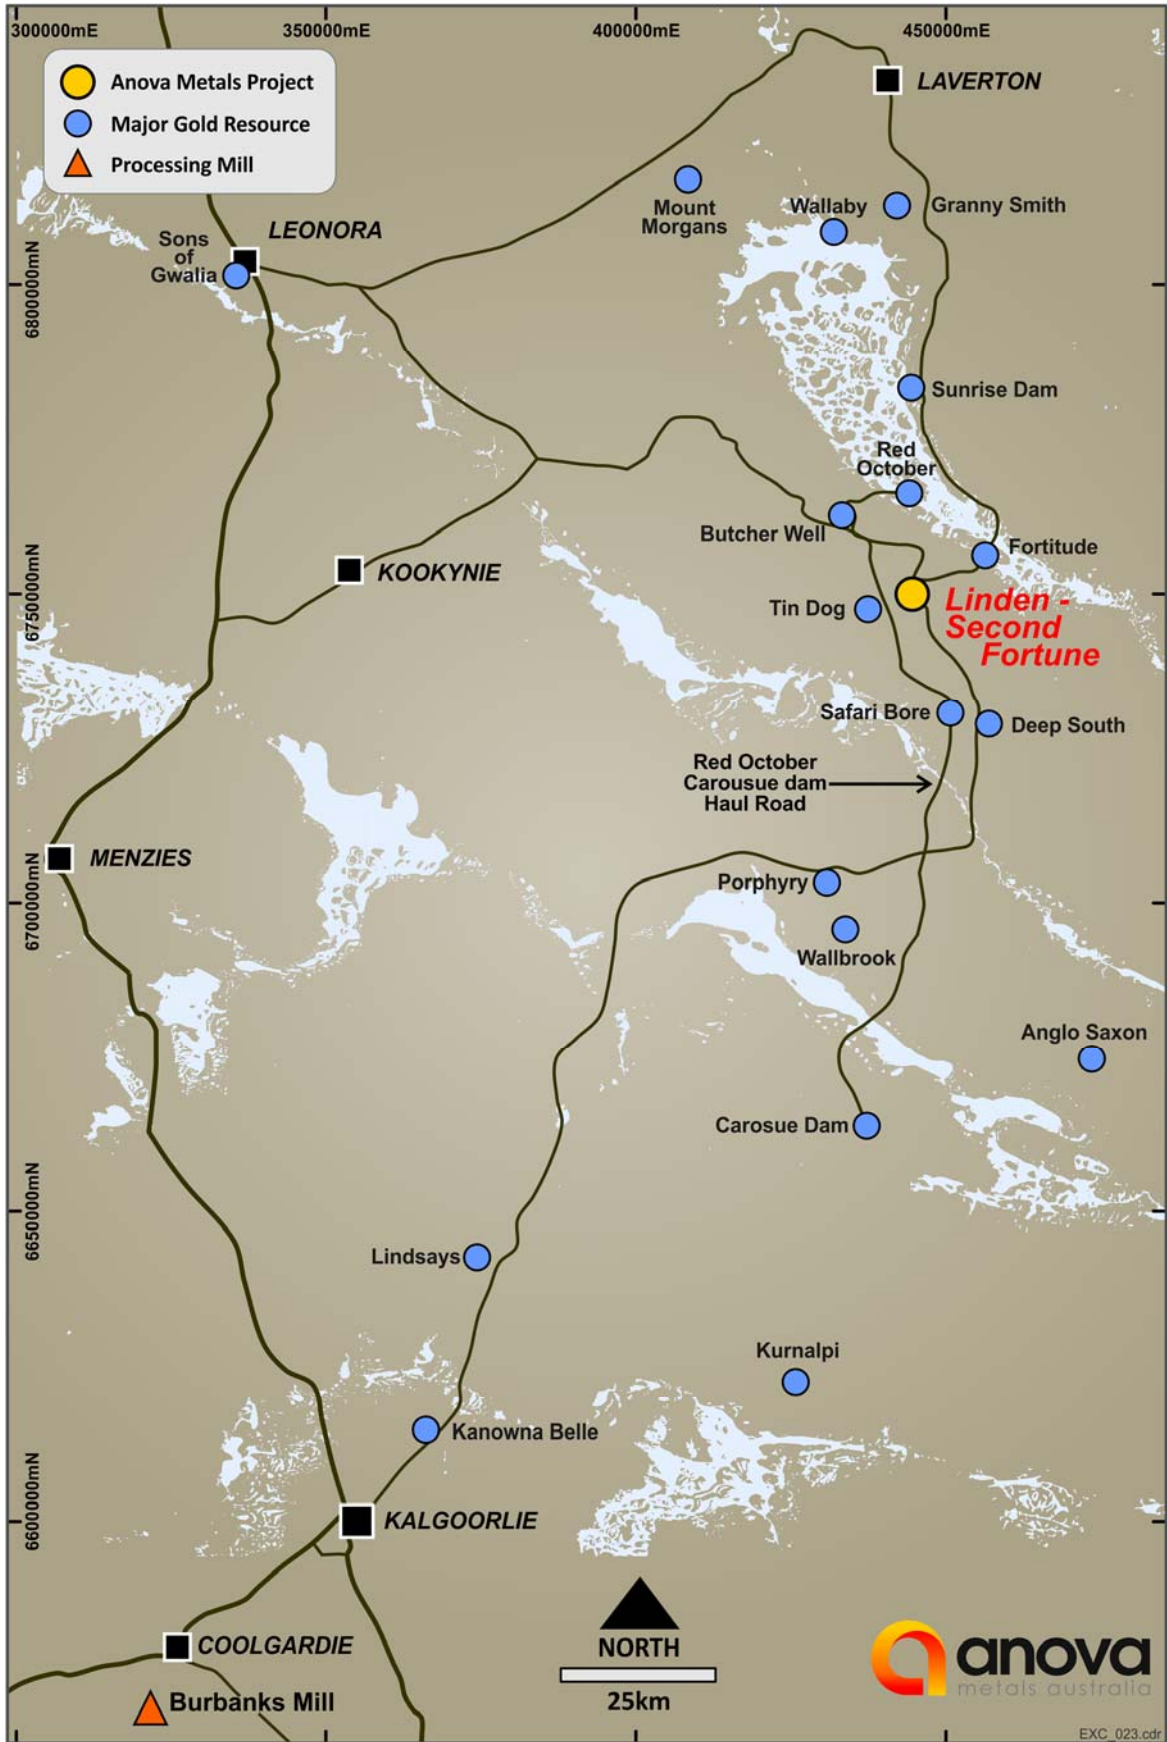 300000mE
350000mE
400000mE
450000mE
Anova Metals Project
Major Gold Resource
Processing Mill
LAVERTON
Mount
Morgans
Wallaby
Granny Smith
LEONORA
Sons
of
Gwalia
6800000mN
Sunrise Dam
Red
October
Butcher Well
Fortitude
KOOKYNIE
6750000mN
Tin Dog
Linden -
Second
Fortune
Safari Bore
Deep South
Red October
Carousue dam
Haul Road
MENZIES
6700000mN
Porphyry
Wallbrook
Anglo Saxon
Carosue Dam
6650000mN
Lindsays
Kurnalpi
Kanowna Belle
6600000mN
KALGOORLIE
NORTH
25km
COOLGARDIE
Burbanks Mill
anova
metals australia
EXC_023.cdr